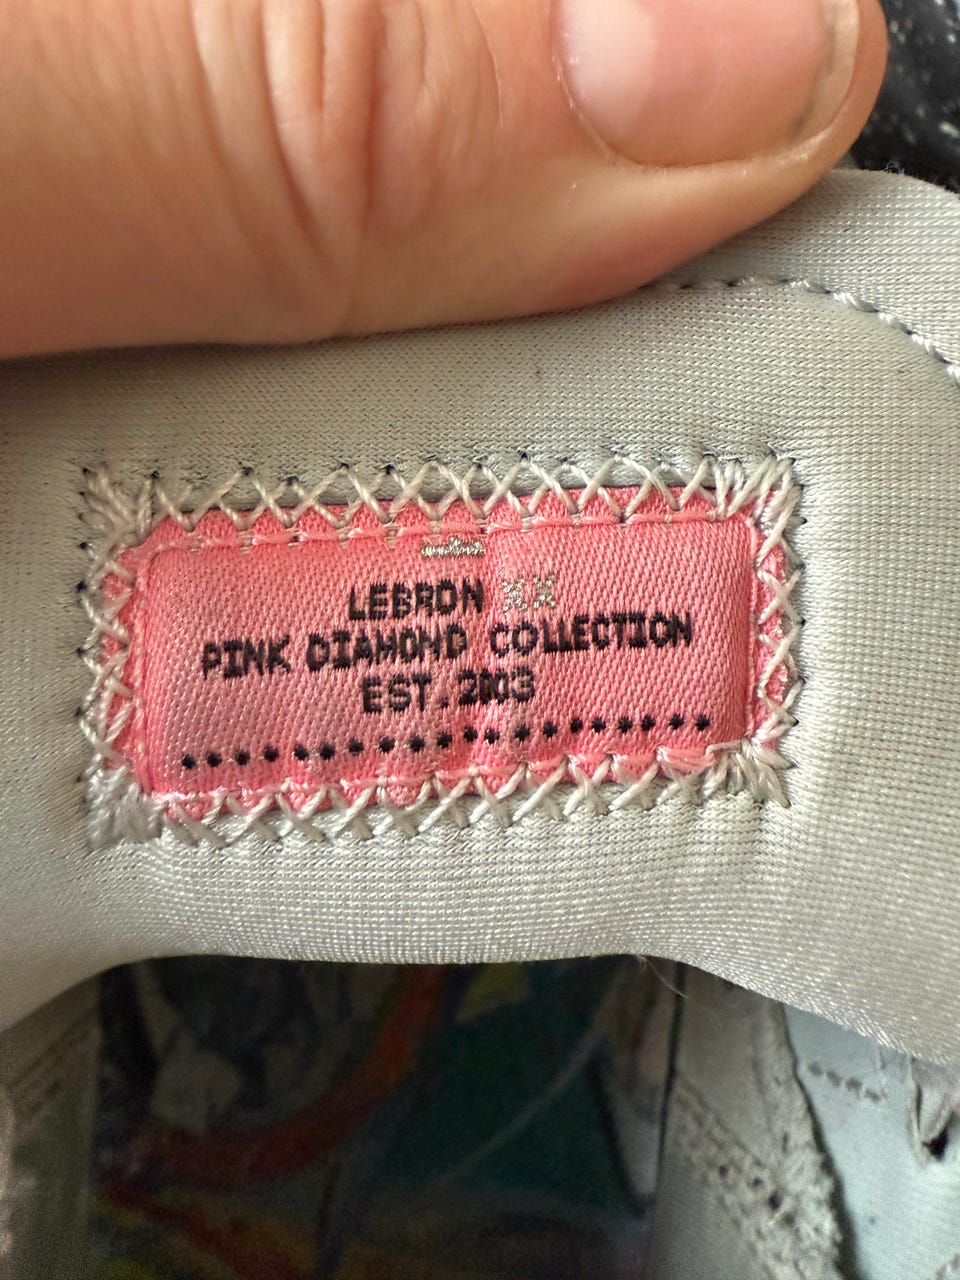 LEBRON XX
PINK DIAMOND COLLECTION
EST. 2003